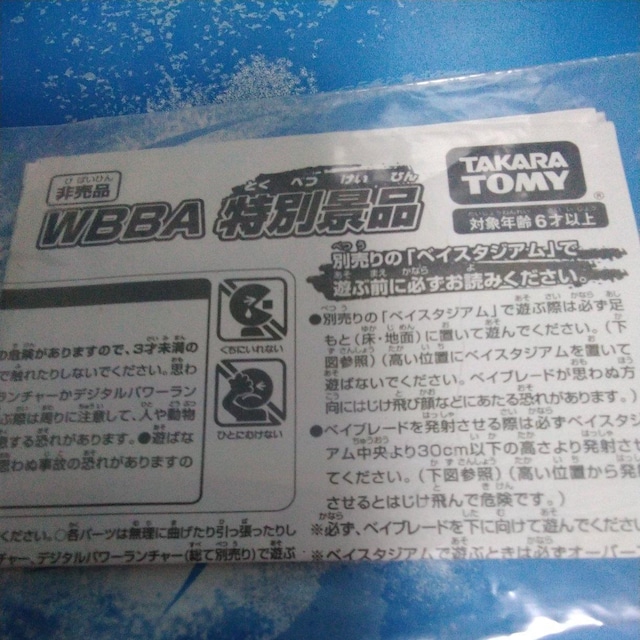 非売品
WBBA 特別景品
TAKARA TOMY
対象年齢6才以上
別売りの「ベイスタジアム」で
遊ぶ前に必ずお読みください。
くちにいれない
ひとにむけない
の危険がありますので、3才未満の
で触れたりしないでください。思わ
ランチャーかデジタルパワーラン
る際は周りに注意して、人や動物
する恐れがあります。●遊ばな
思わぬ事故の恐れがありますの
●別売りの「ベイスタジアム」で遊ぶ際は必ず足
もと(床・地面)に置いて遊んでください。(下
図参照)(高い位置にベイスタジアムを置いて
遊ばないでください。ベイブレードが思わぬ方
向にはじけ飛び顔などにあたる恐れがあります。)
●ベイブレードを発射させる際は必ずベイスタ
アム中央より30cm以下の高さより発射さ
てください。(下図参照)(高い位置から発
させるとはじけ飛んで危険です。)
※必ず、ベイブレードを下に向けて遊んでくださ
※ベイスタジアムで遊ぶときは必ずオーバー
い。○各パーツは無理に曲げたり引っ張ったりし
ー、デジタルパワーランチャー(総て別売り)で遊ぶ